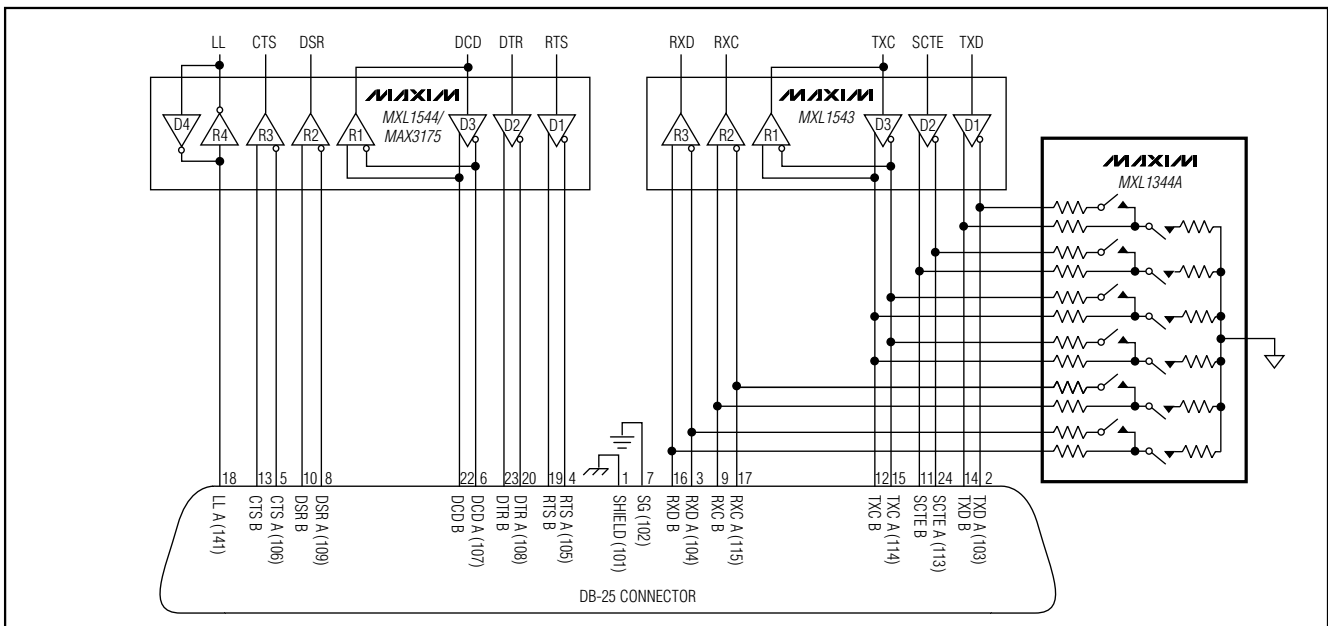 LL CTS DSR DCD DTR RTS RXD RXC TXC SCTE TXD
MAXIM
MXL1544/
MAX3175
D4 R4 R3 R2 R1 D3 D2 D1
MAXIM
MXL1543
R3 R2 R1 D3 D2 D1
MAXIM
MXL1344A
18 13 5 10 8 22 6 23 20 19 4 1 7 16 3 9 17 12 15 11 24 14 2
LL A (141)
CTS B
CTS A (106)
DSR B
DSR A (109)
DCD B
DCD A (107)
DTR B
DTR A (108)
RTS B
RTS A (105)
SHIELD (101)
SG (102)
RXD B
RXD A (104)
RXC B
RXC A (115)
TXC B
TXC A (114)
SCTE B
SCTE A (113)
TXD B
TXD A (103)
DB-25 CONNECTOR